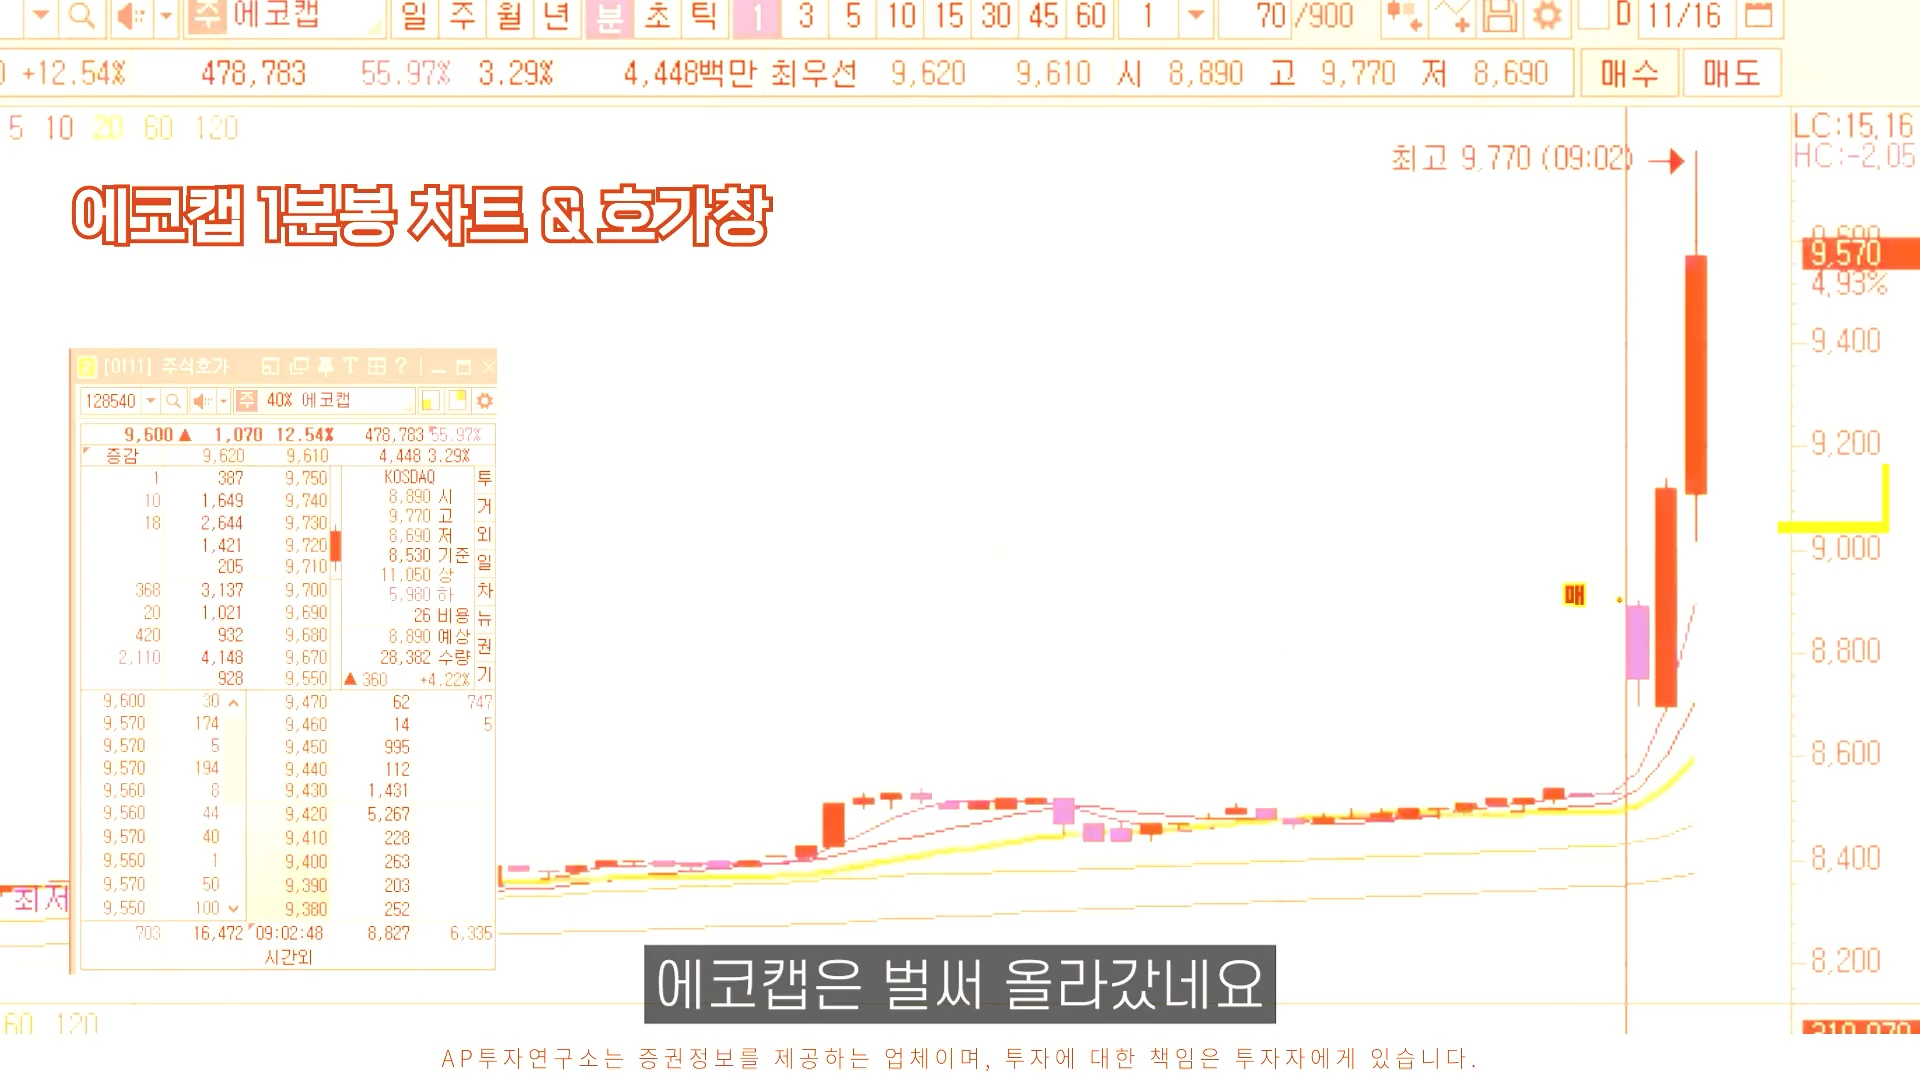 주 에코캡 일 주 월 년 분 초 틱 1 3 5 10 15 30 45 60 1 70/900 D 11/16
+12.54% 478,783 55.97% 3.29% 4,448백만 최우선 9,620 9,610 시 8,890 고 9,770 저 8,690 매수 매도
5 10 20 60 120
LC:15,16
HC:-2,05
최고 9,770 (09:02)
에코캡 1분봉 차트 & 호가창
9,600
9,570
4,93%
9,400
9,200
9,000
8,800
8,600
8,400
8,200
매
[0111] 주식호가
128540 주 40% 에코캡
9,600 ▲ 1,070 12.54% 478,783 55.97%
증감 9,620 9,610 4,448 3.29%
1 387 9,750 KOSDAQ 투
10 1,649 9,740 8,890 시 거
18 2,644 9,730 9,770 고
1,421 9,720 8,690 저 외
205 9,710 8,530 기준 일
368 3,137 9,700 11,050 상 차
20 1,021 9,690 5,980 하 뉴
420 932 9,680 26 비용 권
2,110 4,148 9,670 8,890 예상 기
928 9,550 28,382 수량
▲ 360 +4.22%
9,600 30 9,470 62 747
9,570 174 9,460 14 5
9,570 5 9,450 995
9,570 194 9,440 112
9,560 8 9,430 1,431
9,560 44 9,420 5,267
9,570 40 9,410 228
9,550 1 9,400 263
9,570 50 9,390 203
9,550 100 9,380 252
703 16,472 09:02:48 8,827 6,335
시간외
최저
에코캡은 벌써 올라갔네요
60 120
AP투자연구소는 증권정보를 제공하는 업체이며, 투자에 대한 책임은 투자자에게 있습니다.